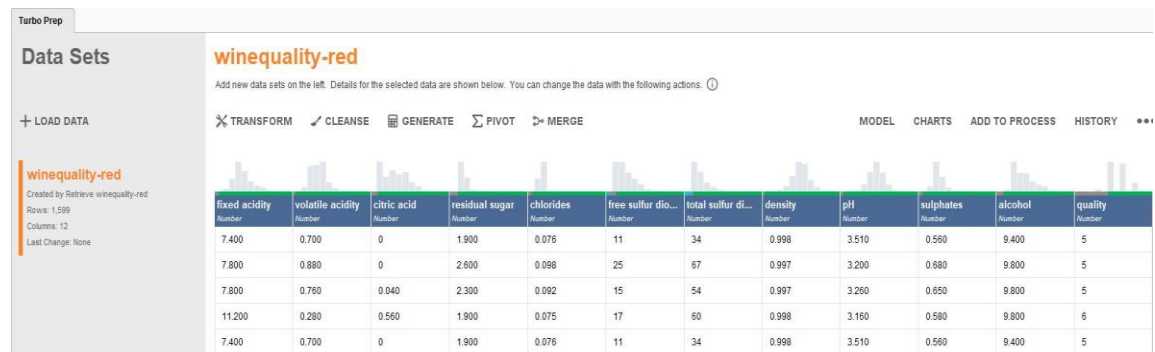 Turbo Prep
Data Sets
winequality-red
Add new data sets on the left. Details for the selected data are shown below. You can change the data with the following actions.
+ LOAD DATA
TRANSFORM CLEANSE GENERATE PIVOT MERGE MODEL CHARTS ADD TO PROCESS HISTORY
winequality-red
Created by Retrieve winequality-red
Rows: 1,599
Columns: 12
Last Change: None
fixed acidity volatile acidity citric acid residual sugar chlorides free sulfur dio... total sulfur di... density pH sulphates alcohol quality
Number Number Number Number Number Number Number Number Number Number Number Number
7.400 0.700 0 1.900 0.076 11 34 0.998 3.510 0.560 9.400 5
7.800 0.880 0 2.600 0.098 25 67 0.997 3.200 0.680 9.800 5
7.800 0.760 0.040 2.300 0.092 15 54 0.997 3.260 0.650 9.800 5
11.200 0.280 0.560 1.900 0.075 17 60 0.998 3.160 0.580 9.800 6
7.400 0.700 0 1.900 0.076 11 34 0.998 3.510 0.560 9.400 5